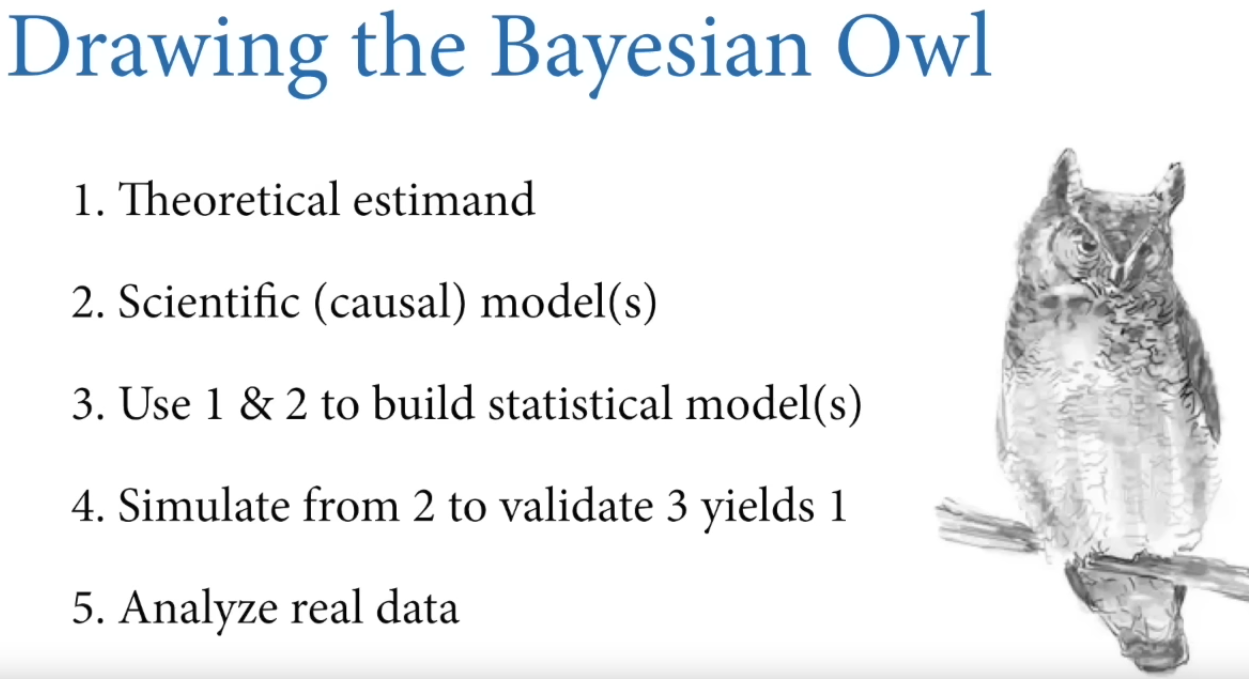 Drawing the Bayesian Owl
1. Theoretical estimand
2. Scientific (causal) model(s)
3. Use 1 & 2 to build statistical model(s)
4. Simulate from 2 to validate 3 yields 1
5. Analyze real data